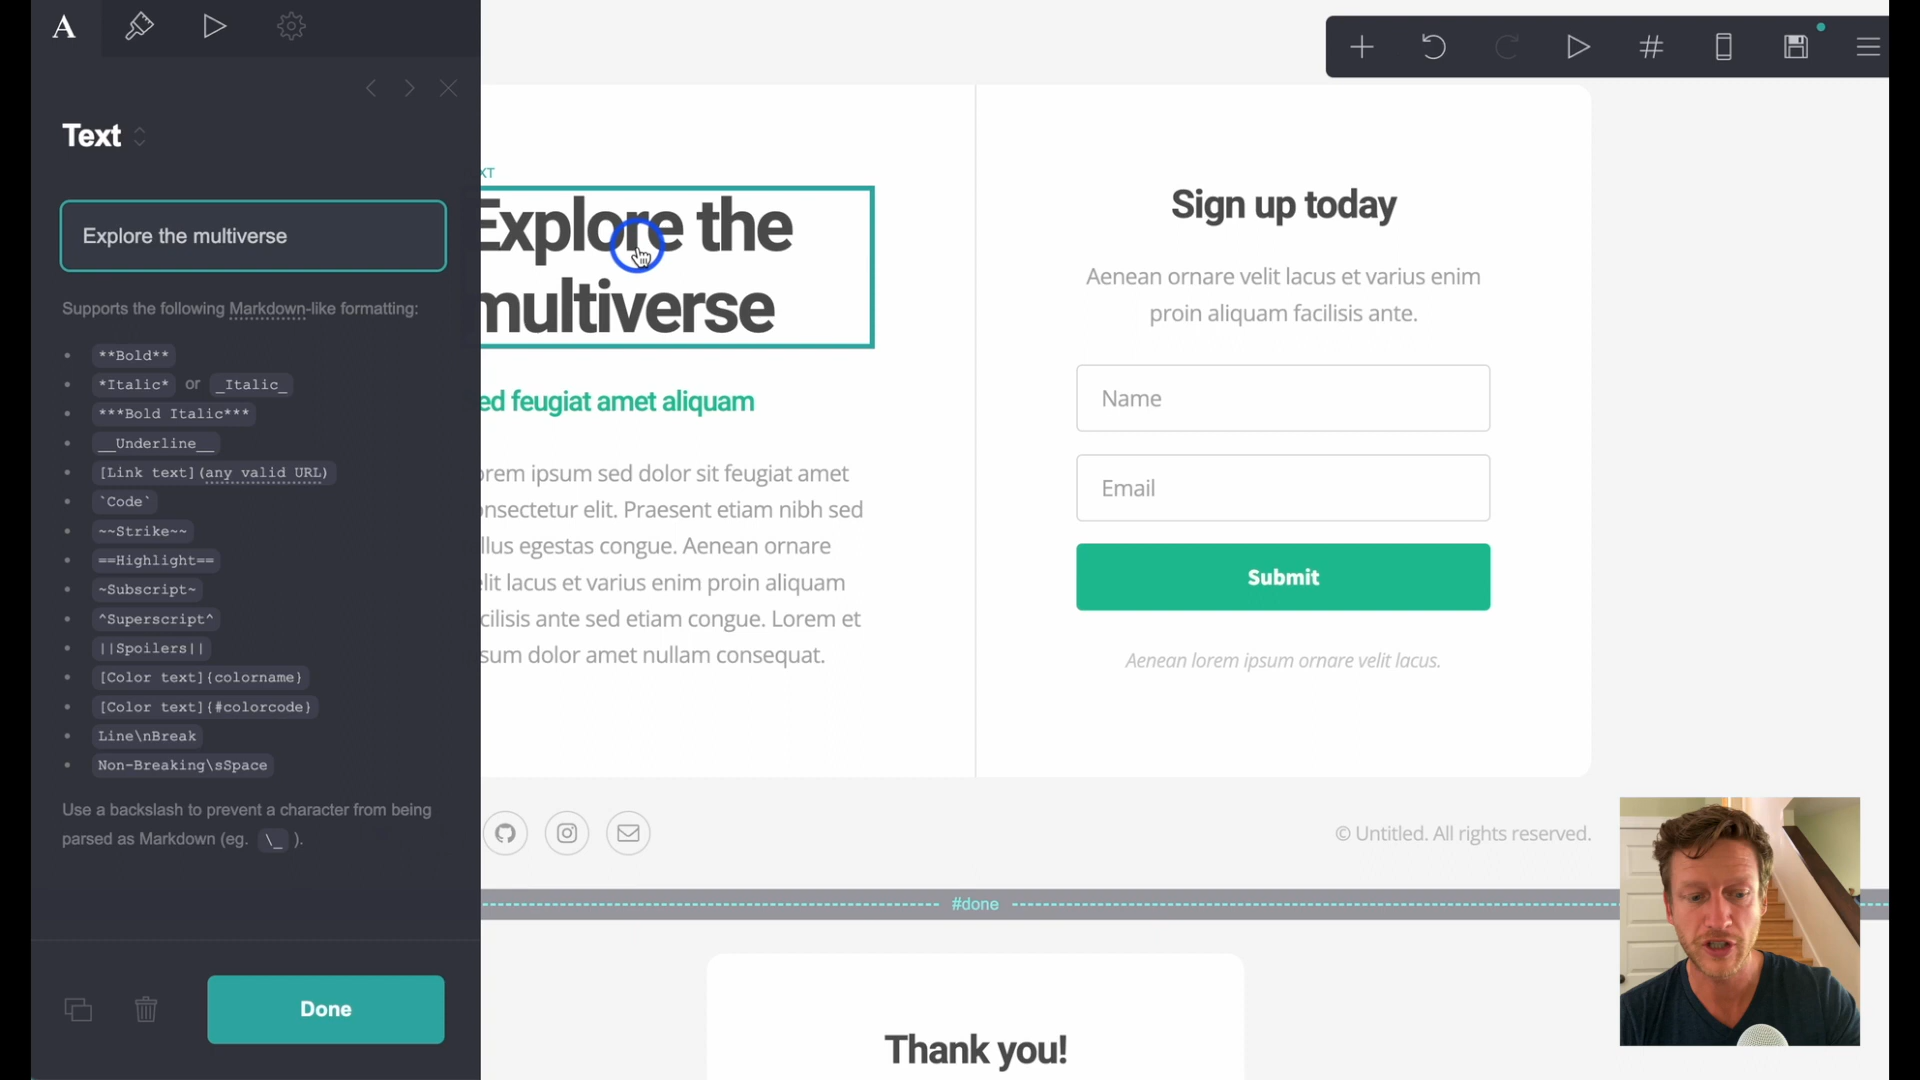 A
Text
Explore the multiverse
Supports the following Markdown-like formatting:
**Bold**
*Italic* or _Italic_
***Bold Italic***
__Underline__
[Link text](any valid URL)
`Code`
~~Strike~~
==Highlight==
~Subscript~
^Superscript^
||Spoilers||
[Color text]{colorname}
[Color text]{#colorcode}
Line\nBreak
Non-Breaking\sSpace
Use a backslash to prevent a character from being
parsed as Markdown (eg. \_ ).
Done
XT
Explore the
multiverse
ed feugiat amet aliquam
orem ipsum sed dolor sit feugiat amet
onsectetur elit. Praesent etiam nibh sed
llus egestas congue. Aenean ornare
elit lacus et varius enim proin aliquam
cilisis ante sed etiam congue. Lorem et
sum dolor amet nullam consequat.
Sign up today
Aenean ornare velit lacus et varius enim
proin aliquam facilisis ante.
Name
Email
Submit
Aenean lorem ipsum ornare velit lacus.
© Untitled. All rights reserved.
#done
Thank you!